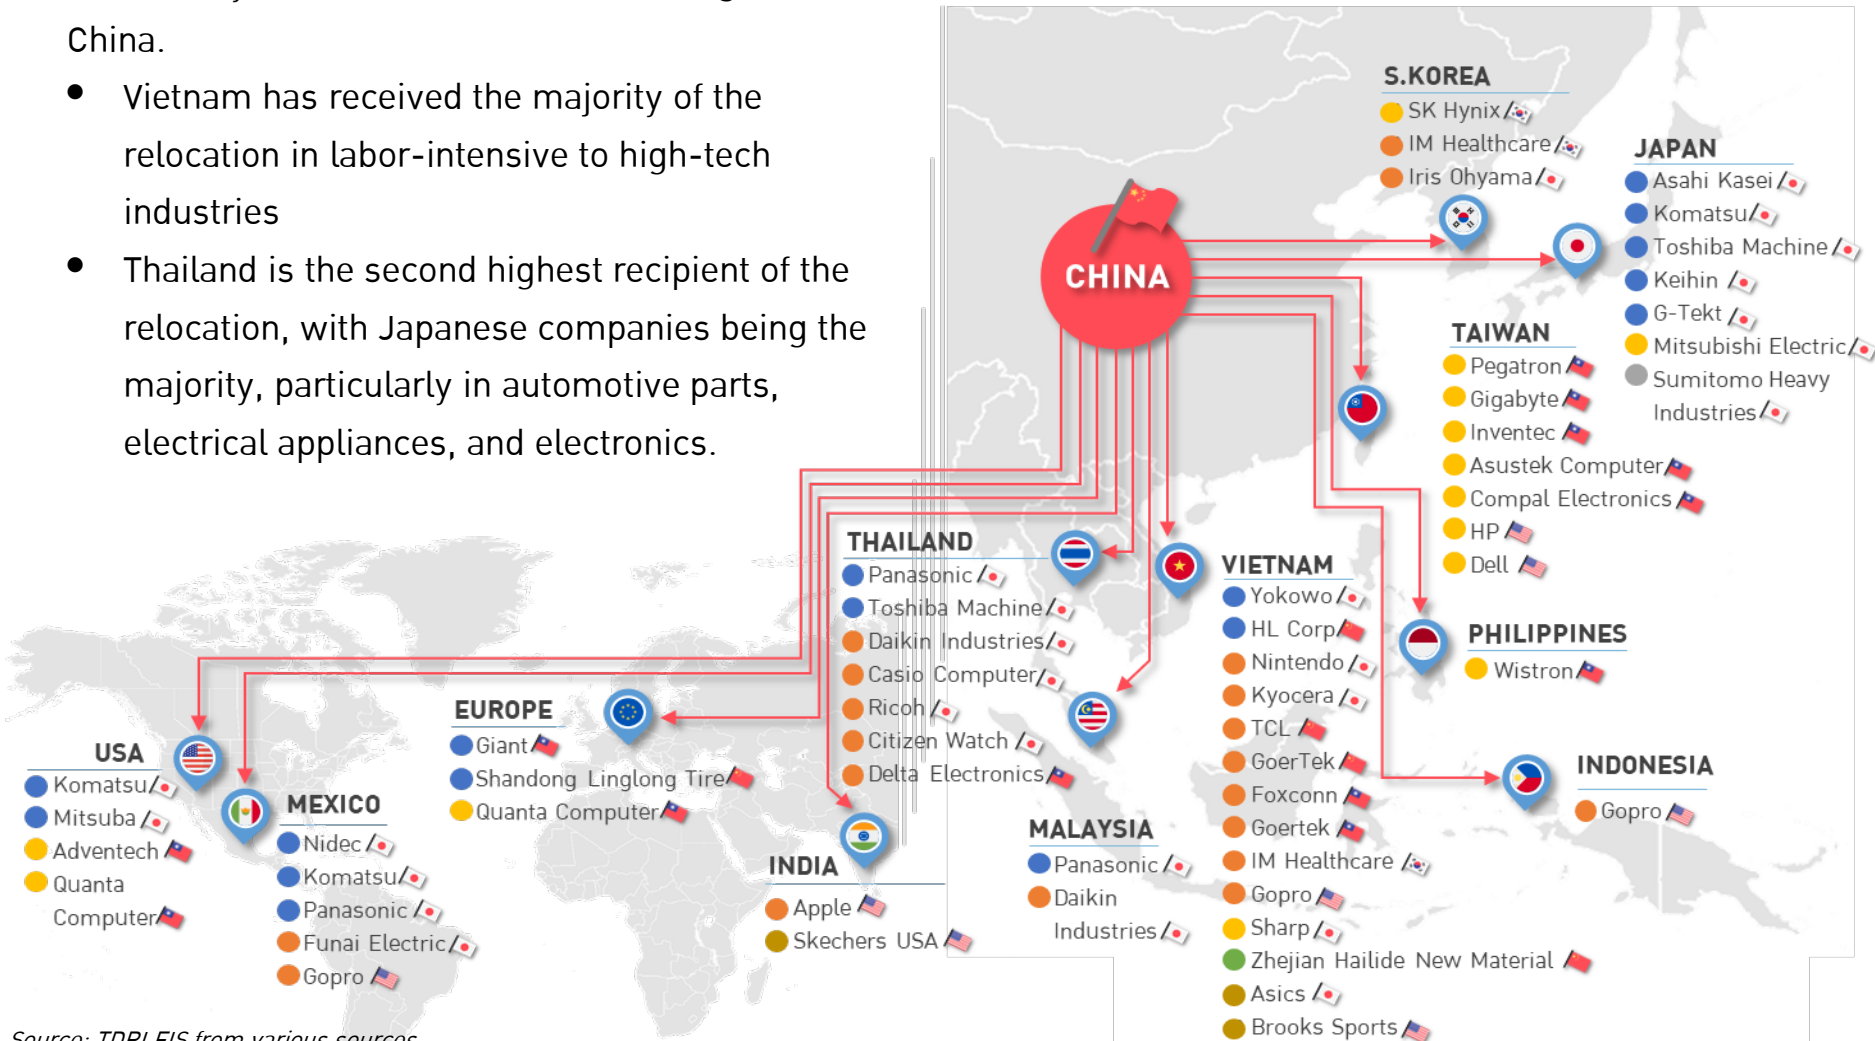 China.
• Vietnam has received the majority of the
relocation in labor-intensive to high-tech
industries
• Thailand is the second highest recipient of the
relocation, with Japanese companies being the
majority, particularly in automotive parts,
electrical appliances, and electronics.
CHINA
S.KOREA
SK Hynix
IM Healthcare
Iris Ohyama
JAPAN
Asahi Kasei
Komatsu
Toshiba Machine
Keihin
G-Tekt
Mitsubishi Electric
Sumitomo Heavy
Industries
TAIWAN
Pegatron
Gigabyte
Inventec
Asustek Computer
Compal Electronics
HP
Dell
THAILAND
Panasonic
Toshiba Machine
Daikin Industries
Casio Computer
Ricoh
Citizen Watch
Delta Electronics
VIETNAM
Yokowo
HL Corp
Nintendo
Kyocera
TCL
GoerTek
Foxconn
Goertek
IM Healthcare
Gopro
Sharp
Zhejian Hailide New Material
Asics
Brooks Sports
PHILIPPINES
Wistron
INDONESIA
Gopro
EUROPE
Giant
Shandong Linglong Tire
Quanta Computer
USA
Komatsu
Mitsuba
Adventech
Quanta
Computer
MEXICO
Nidec
Komatsu
Panasonic
Funai Electric
Gopro
INDIA
Apple
Skechers USA
MALAYSIA
Panasonic
Daikin
Industries
Source: TDRI EIS from various sources